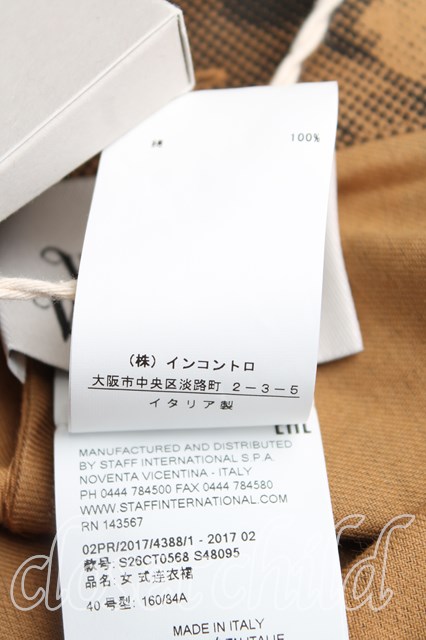 綿 100%
(株) インコントロ
大阪市中央区淡路町 2-3-5
イタリア製
EAC
MANUFACTURED AND DISTRIBUTED
BY STAFF INTERNATIONAL S.P.A.
NOVENTA VICENTINA - ITALY
PH 0444 784500 FAX 0444 784580
WWW.STAFFINTERNATIONAL.COM
RN 143567
02PR/2017/4388/1 - 2017 02
款号: S26CT0568 S48095
品名: 女式连衣裙
40 号型: 160/84A
MADE IN ITALY
closet child